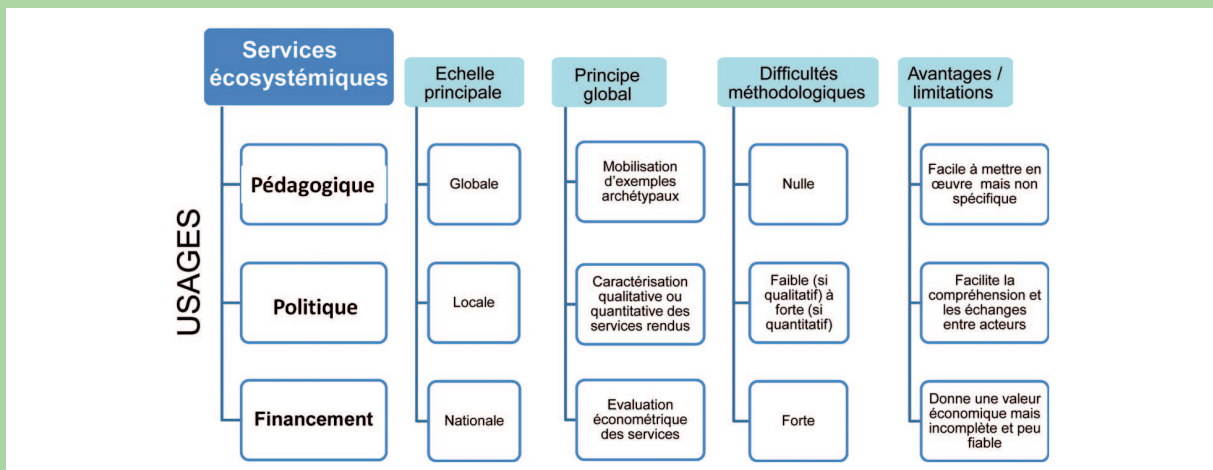 Services
écosystémiques
Echelle
principale
Principe
global
Difficultés
méthodologiques
Avantages /
limitations
USAGES
Pédagogique
Globale
Mobilisation
d'exemples
archétypaux
Nulle
Facile à mettre en
œuvre mais non
spécifique
Politique
Locale
Caractérisation
qualitative ou
quantitative des
services rendus
Faible (si
qualitatif) à
forte (si
quantitatif)
Facilite la
compréhension et
les échanges
entre acteurs
Financement
Nationale
Evaluation
économétrique
des services
Forte
Donne une valeur
économique mais
incomplète et peu
fiable